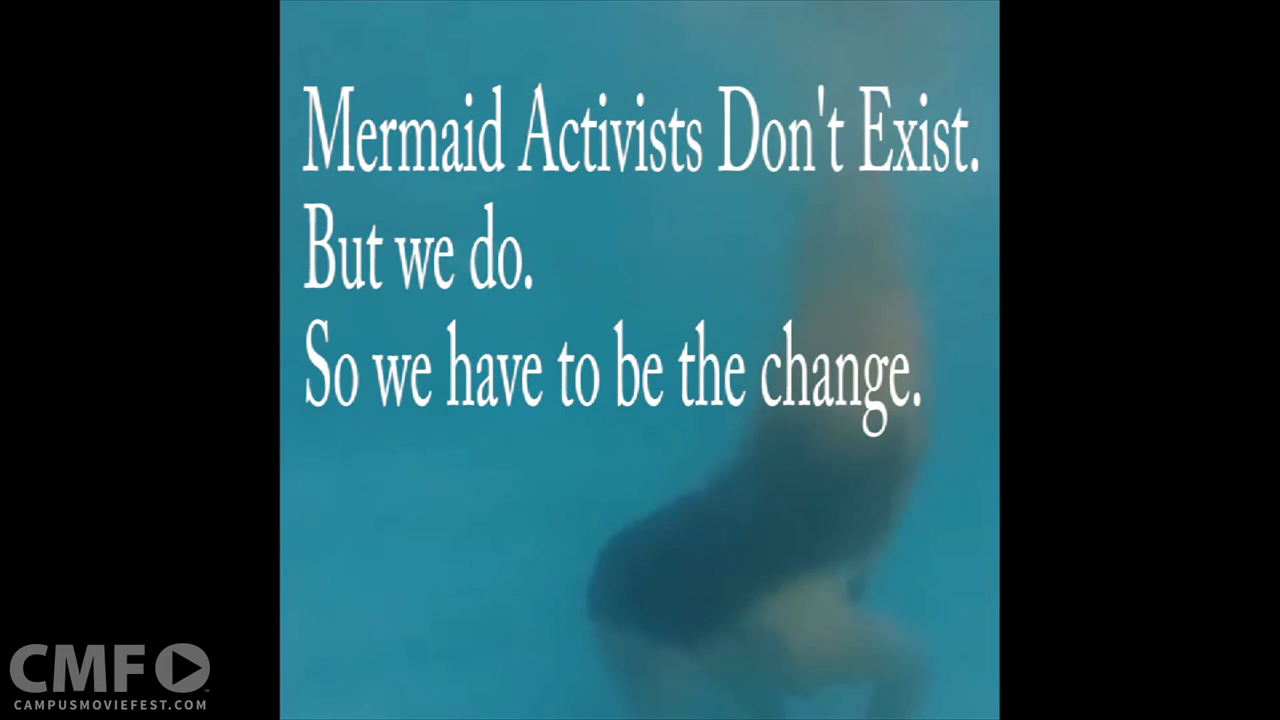 Mermaid Activists Don't Exist.
But we do.
So we have to be the change.
CMF
CAMPUSMOVIEFEST.COM